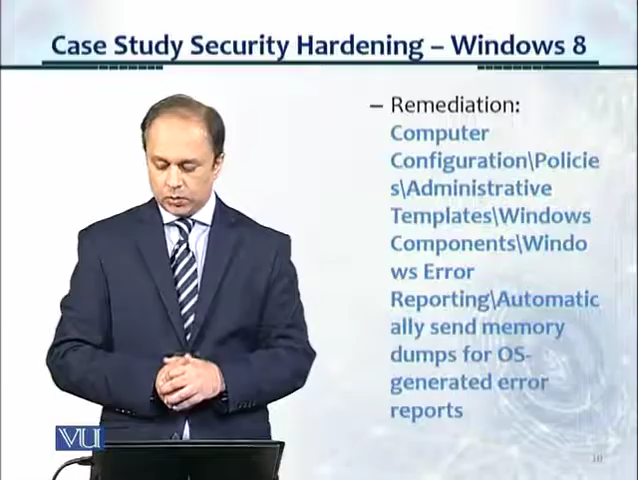 Case Study Security Hardening – Windows 8
– Remediation:
Computer
Configuration\Policie
s\Administrative
Templates\Windows
Components\Windo
ws Error
Reporting\Automatic
ally send memory
dumps for OS-
generated error
reports
VU